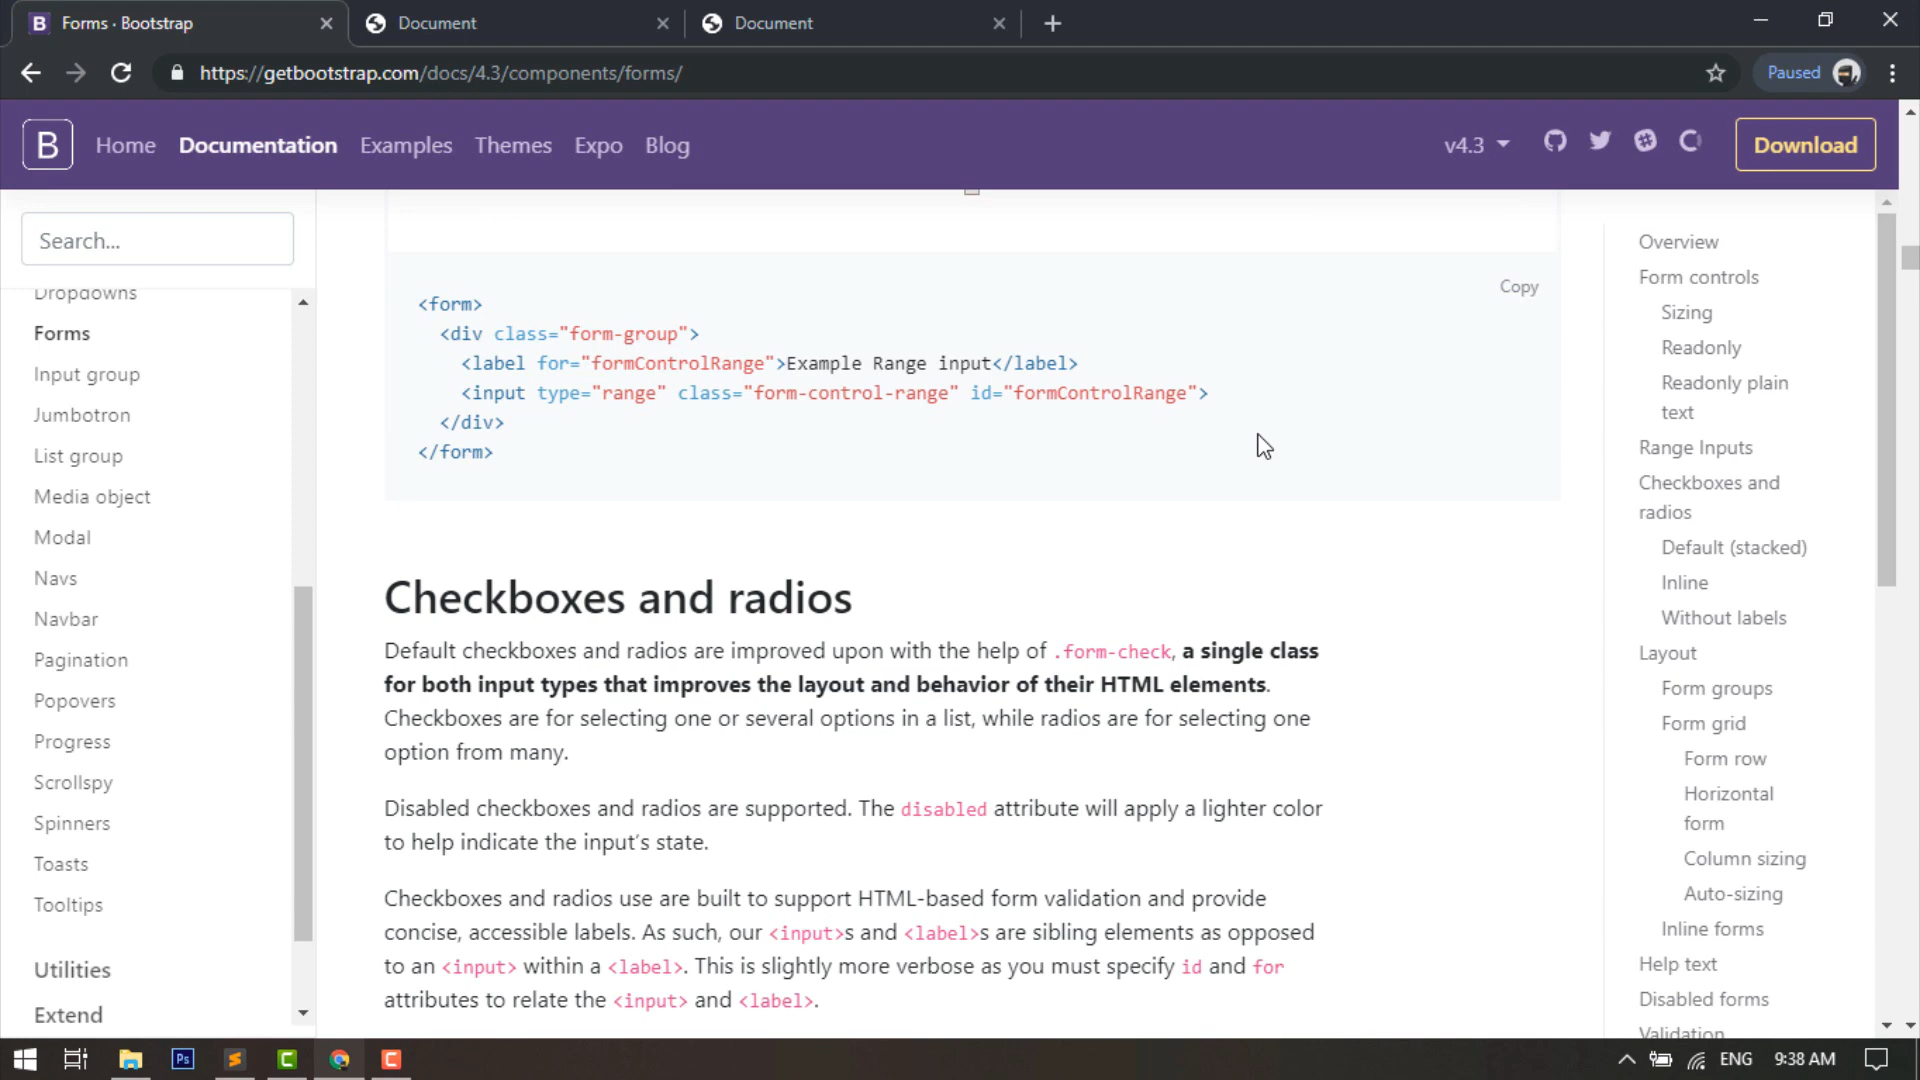 B Forms · Bootstrap
Document
Document
https://getbootstrap.com/docs/4.3/components/forms/
Paused
B Home Documentation Examples Themes Expo Blog
v4.3
Download
Search...
Dropdowns
Forms
Input group
Jumbotron
List group
Media object
Modal
Navs
Navbar
Pagination
Popovers
Progress
Scrollspy
Spinners
Toasts
Tooltips
Utilities
Extend
Copy
<form>
<div class="form-group">
<label for="formControlRange">Example Range input</label>
<input type="range" class="form-control-range" id="formControlRange">
</div>
</form>
Checkboxes and radios
Default checkboxes and radios are improved upon with the help of .form-check, a single class
for both input types that improves the layout and behavior of their HTML elements.
Checkboxes are for selecting one or several options in a list, while radios are for selecting one
option from many.
Disabled checkboxes and radios are supported. The disabled attribute will apply a lighter color
to help indicate the input's state.
Checkboxes and radios use are built to support HTML-based form validation and provide
concise, accessible labels. As such, our <input>s and <label>s are sibling elements as opposed
to an <input> within a <label>. This is slightly more verbose as you must specify id and for
attributes to relate the <input> and <label>.
Overview
Form controls
Sizing
Readonly
Readonly plain
text
Range Inputs
Checkboxes and
radios
Default (stacked)
Inline
Without labels
Layout
Form groups
Form grid
Form row
Horizontal
form
Column sizing
Auto-sizing
Inline forms
Help text
Disabled forms
Validation
Ps
ENG
9:38 AM